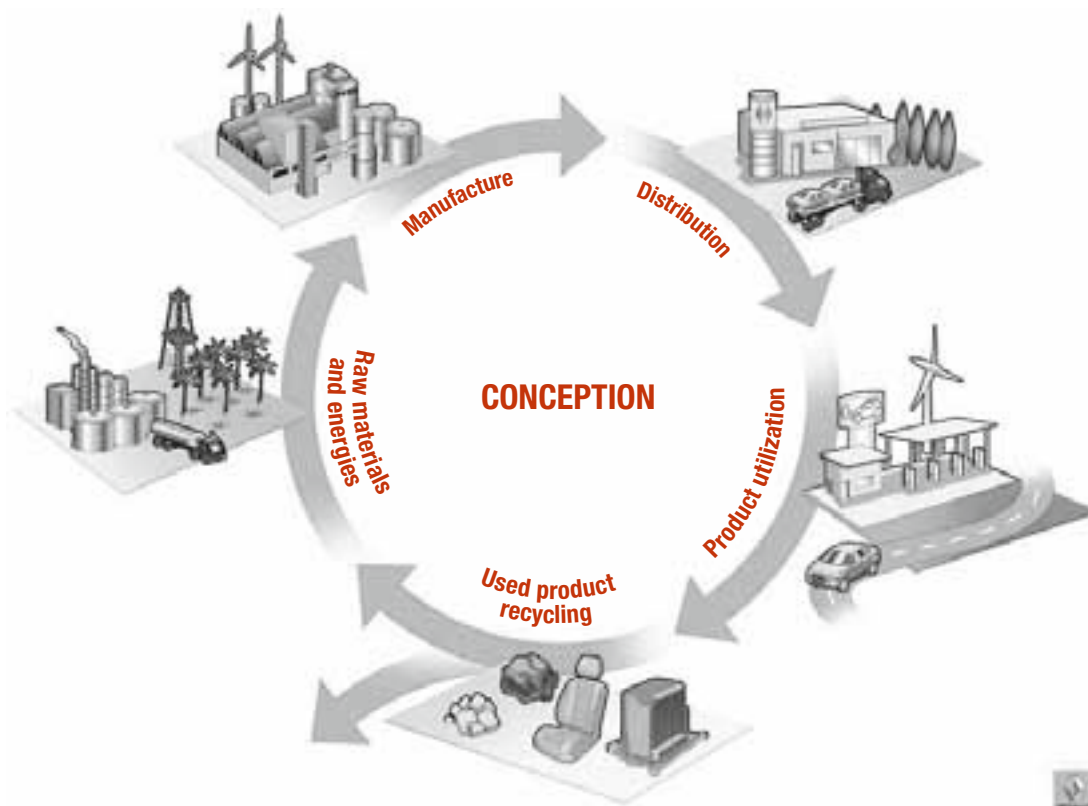 Manufacture
Distribution
Raw materials
and energies
CONCEPTION
Product utilization
Used product
recycling